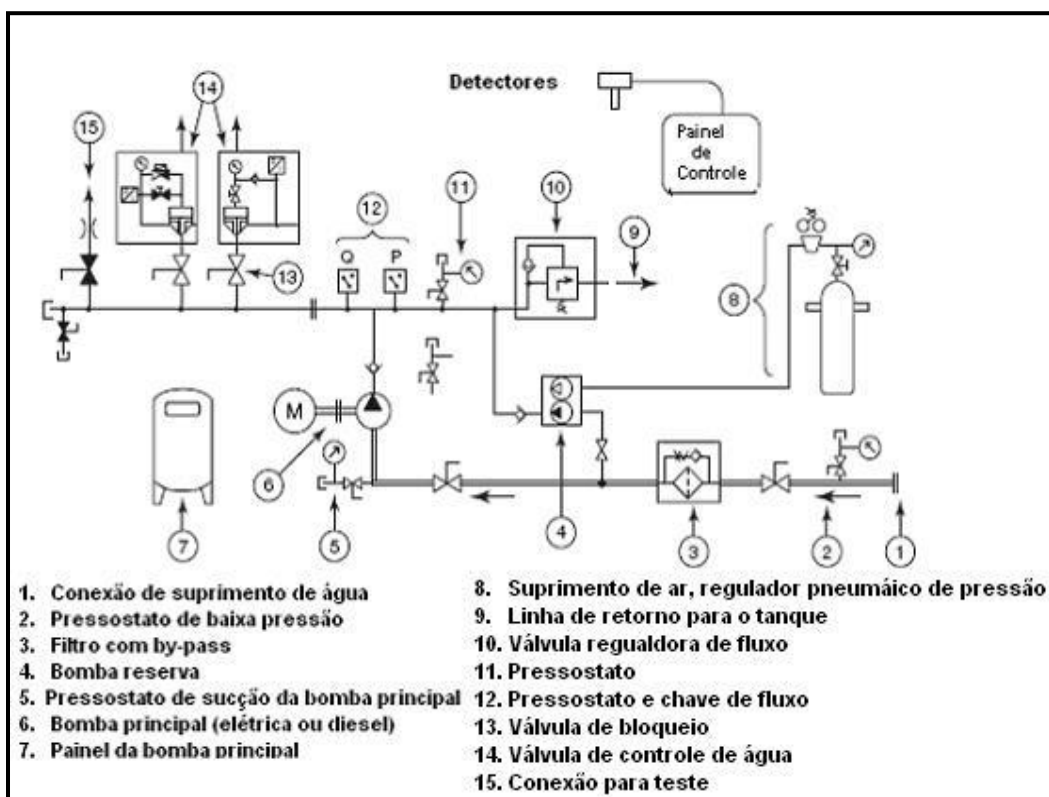 Detectores
Painel
de
Controle
14
15
11
10
12
9
Q
P
13
8
M
6
7
5
4
3
2
1
1. Conexão de suprimento de água
2. Pressostato de baixa pressão
3. Filtro com by-pass
4. Bomba reserva
5. Pressostato de sucção da bomba principal
6. Bomba principal (elétrica ou diesel)
7. Painel da bomba principal
8. Suprimento de ar, regulador pneumáico de pressão
9. Linha de retorno para o tanque
10. Válvula regualdora de fluxo
11. Pressostato
12. Pressostato e chave de fluxo
13. Válvula de bloqueio
14. Válvula de controle de água
15. Conexão para teste